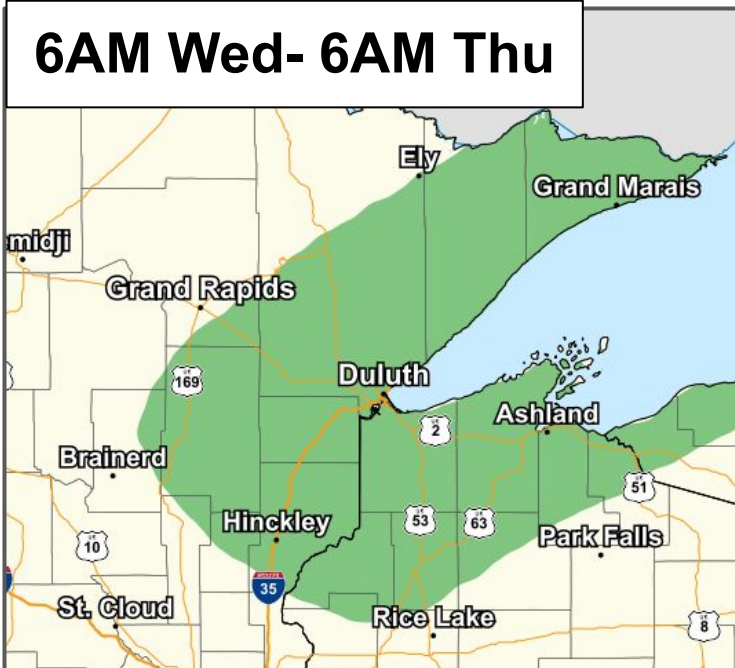 6AM Wed- 6AM Thu
Ely
Grand Marais
midji
Grand Rapids
169
Duluth
2
Ashland
Brainerd
51
Hinckley
53
63
10
Park Falls
35
St. Cloud
Rice Lake
8